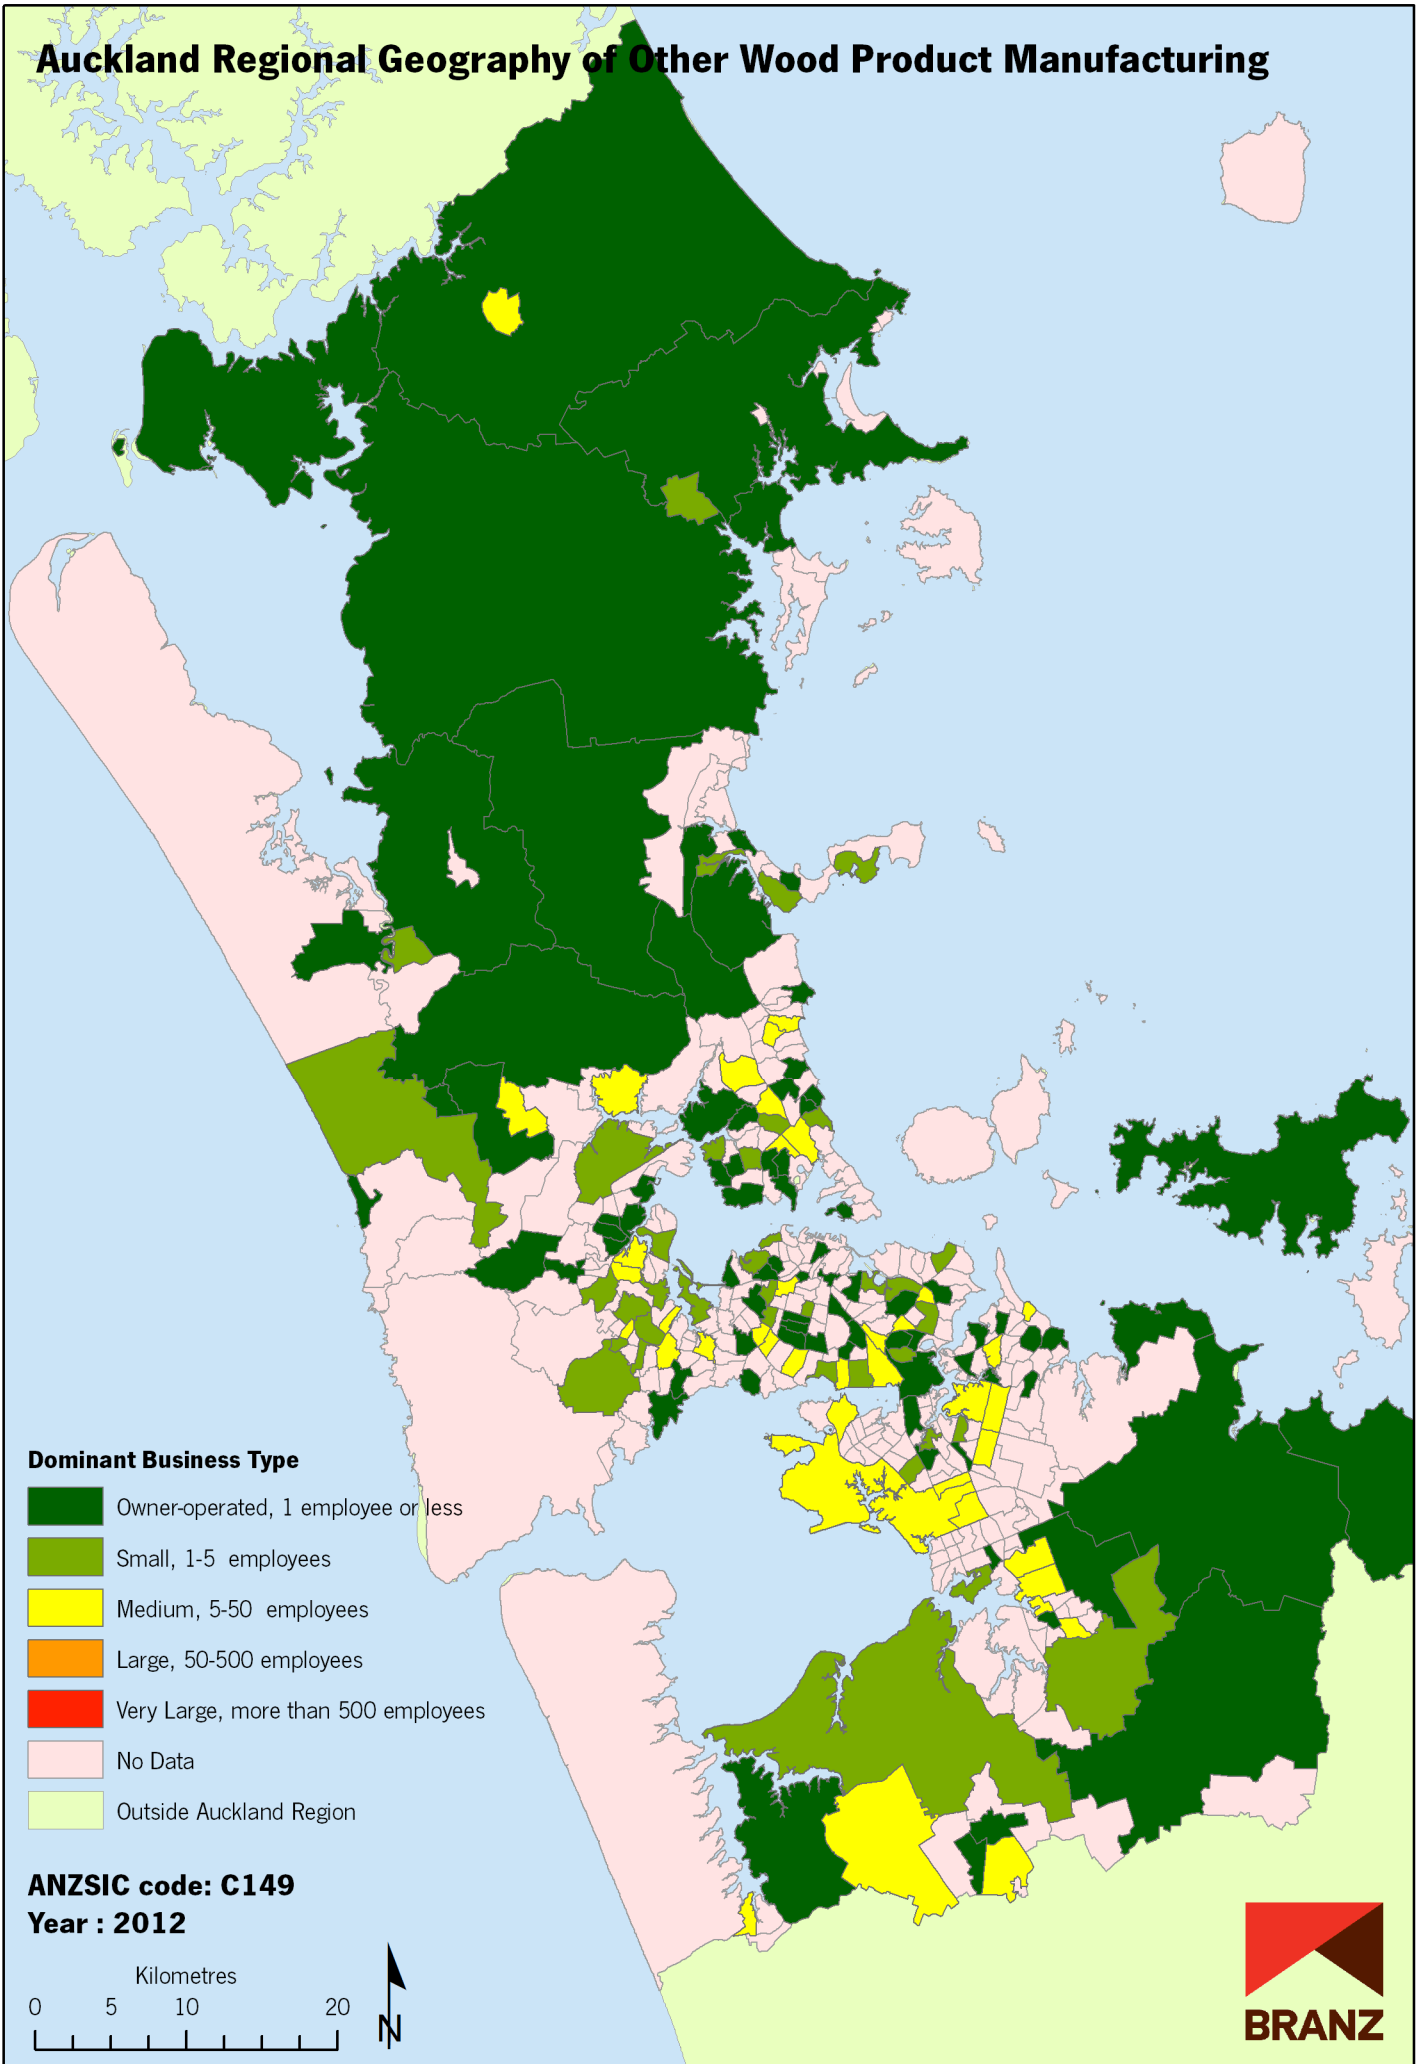 Auckland Regional Geography of Other Wood Product Manufacturing
Dominant Business Type
Owner-operated, 1 employee or less
Small, 1-5 employees
Medium, 5-50 employees
Large, 50-500 employees
Very Large, more than 500 employees
No Data
Outside Auckland Region
ANZSIC code: C149
Year : 2012
Kilometres
0 5 10 20
N
BRANZ